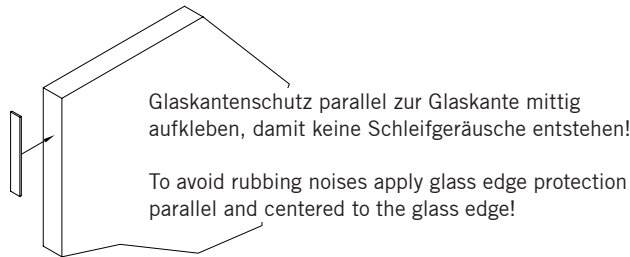 Glaskantenschutz parallel zur Glaskante mittig
aufkleben, damit keine Schleifgeräusche entstehen!
To avoid rubbing noises apply glass edge protection
parallel and centered to the glass edge!